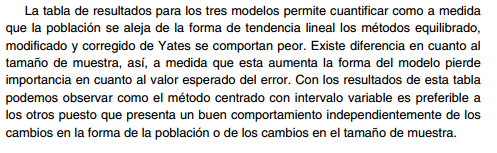 La tabla de resultados para los tres modelos permite cuantificar como a medida
que la población se aleja de la forma de tendencia lineal los métodos equilibrado,
modificado y corregido de Yates se comportan peor. Existe diferencia en cuanto al
tamaño de muestra, así, a medida que esta aumenta la forma del modelo pierde
importancia en cuanto al valor esperado del error. Con los resultados de esta tabla
podemos observar como el método centrado con intervalo variable es preferible a
los otros puesto que presenta un buen comportamiento independientemente de los
cambios en la forma de la población o de los cambios en el tamaño de muestra.